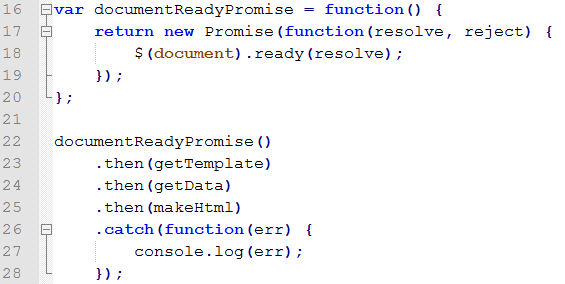 16 var documentReadyPromise = function() {
17     return new Promise(function(resolve, reject) {
18         $(document).ready(resolve);
19     });
20 };
21
22 documentReadyPromise()
23     .then(getTemplate)
24     .then(getData)
25     .then(makeHtml)
26     .catch(function(err) {
27         console.log(err);
28     });